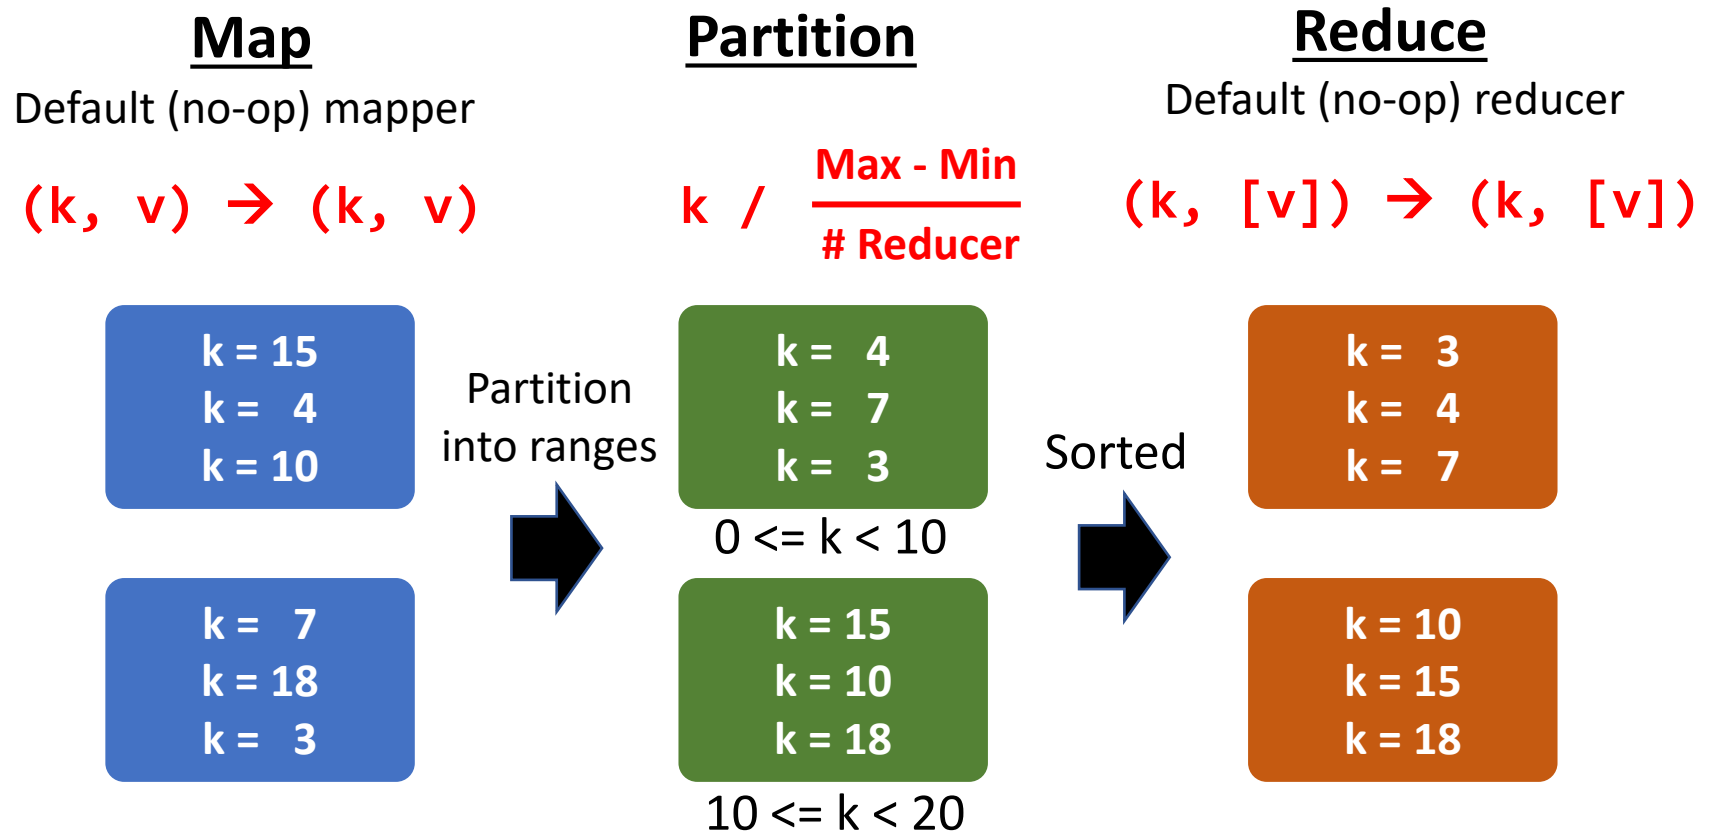 Map
Default (no-op) mapper
(k, v) → (k, v)
k = 15
k = 4
k = 10
k = 7
k = 18
k = 3
Partition
into ranges
Partition
k / Max - Min
# Reducer
k = 4
k = 7
k = 3
0 <= k < 10
k = 15
k = 10
k = 18
10 <= k < 20
Sorted
Reduce
Default (no-op) reducer
(k, [v]) → (k, [v])
k = 3
k = 4
k = 7
k = 10
k = 15
k = 18